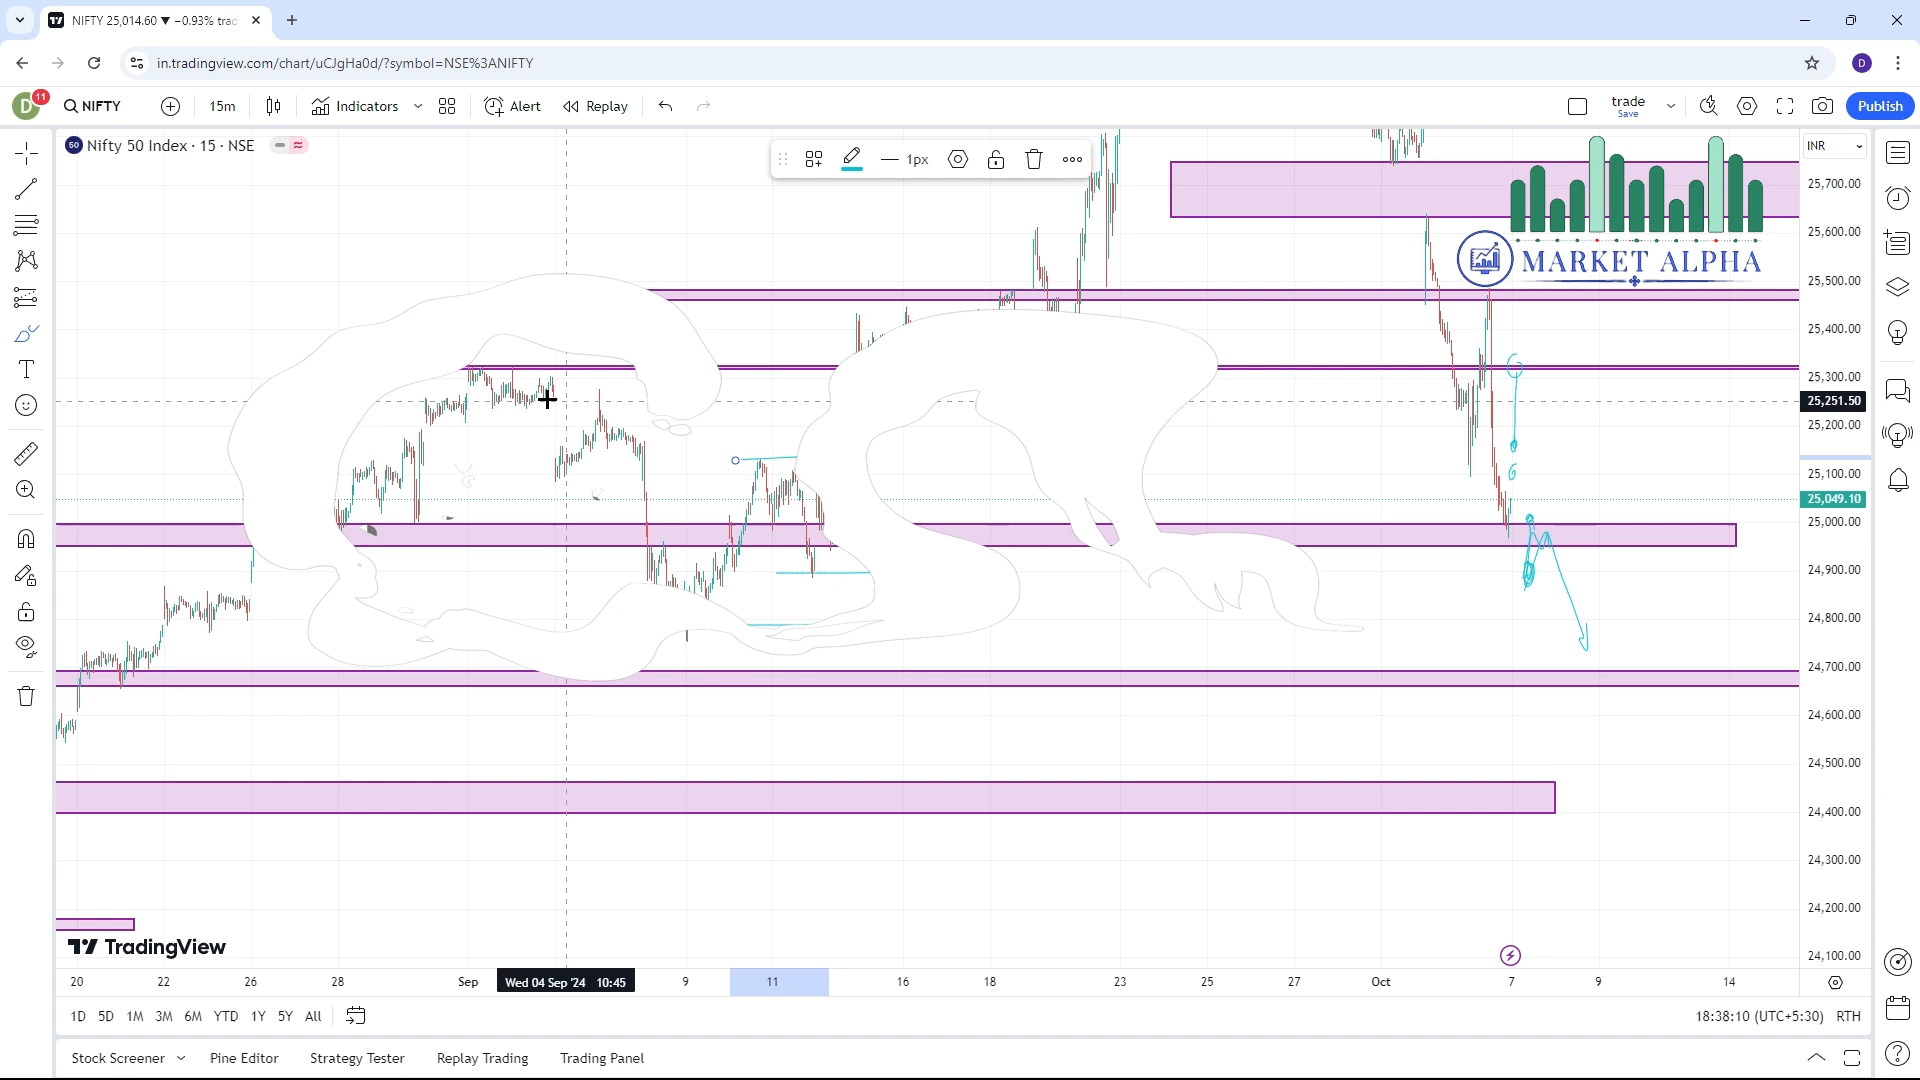 NIFTY 25,014.60 ▼ −0.93% trad
in.tradingview.com/chart/uCJgHa0d/?symbol=NSE%3ANIFTY
D
D
11
NIFTY
15m
Indicators
Alert
Replay
trade
Save
Publish
50
Nifty 50 Index · 15 · NSE
1px
INR
MARKET ALPHA
25,700.00
25,600.00
25,500.00
25,400.00
25,300.00
25,251.50
25,200.00
25,100.00
25,049.10
25,000.00
24,900.00
24,800.00
24,700.00
24,600.00
24,500.00
24,400.00
24,300.00
24,200.00
24,100.00
TradingView
20 22 26 28 Sep Wed 04 Sep '24 10:45 9 11 16 18 23 25 27 Oct 7 9 14
1D 5D 1M 3M 6M YTD 1Y 5Y All
18:38:10 (UTC+5:30) RTH
Stock Screener Pine Editor Strategy Tester Replay Trading Trading Panel